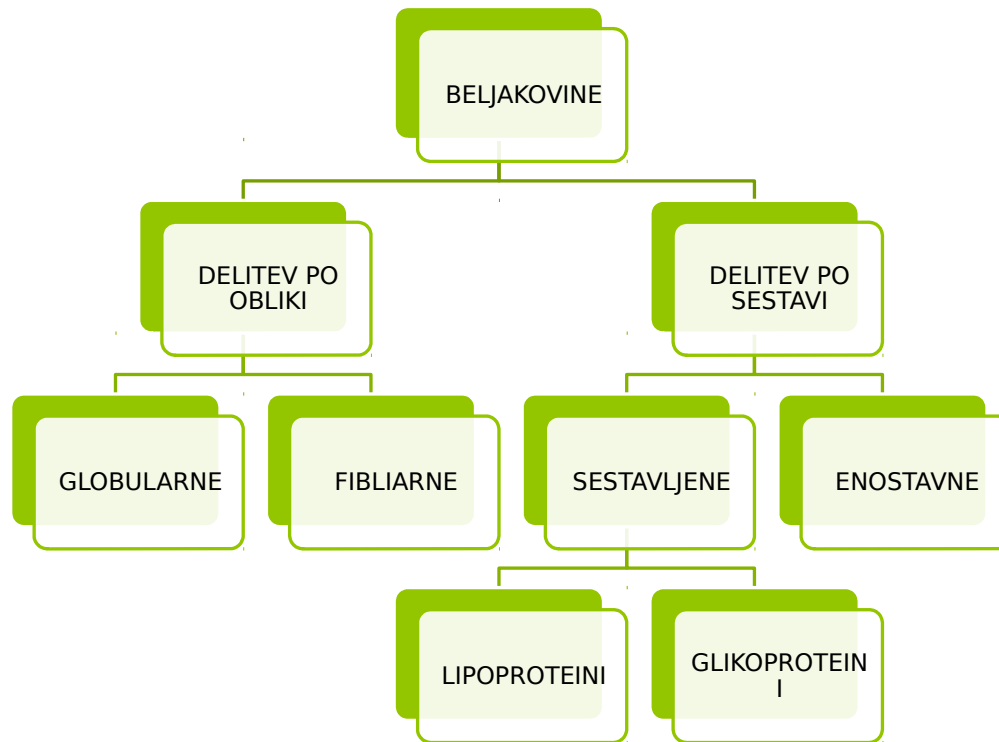 BELJAKOVINE
DELITEV PO
OBLIKI
DELITEV PO
SESTAVI
GLOBULARNE
FIBLIARNE
SESTAVLJENE
ENOSTAVNE
LIPOPROTEINI
GLIKOPROTEIN
I